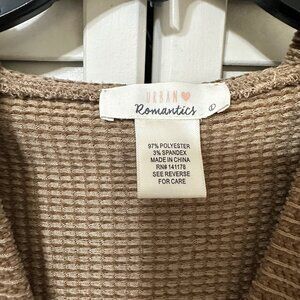 URBAN
Romantics
97% POLYESTER
3% SPANDEX
MADE IN CHINA
RN# 141178
SEE REVERSE
FOR CARE